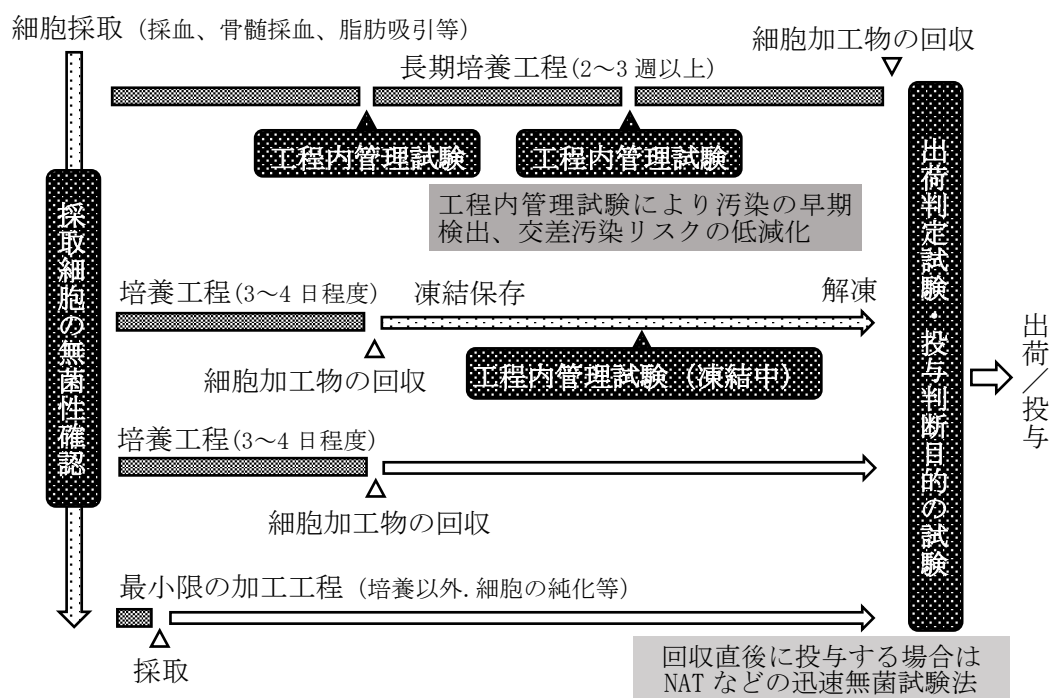 細胞採取（採血、骨髄採血、脂肪吸引等）
細胞加工物の回収
長期培養工程(2～3 週以上)
工程内管理試験
工程内管理試験
工程内管理試験により汚染の早期
検出、交差汚染リスクの低減化
採取細胞の無菌性確認
培養工程(3～4 日程度)
凍結保存
解凍
細胞加工物の回収
工程内管理試験（凍結中）
培養工程(3～4 日程度)
細胞加工物の回収
最小限の加工工程（培養以外．細胞の純化等）
採取
出荷判定試験・投与判断目的の試験
出荷／投与
回収直後に投与する場合は
NAT などの迅速無菌試験法